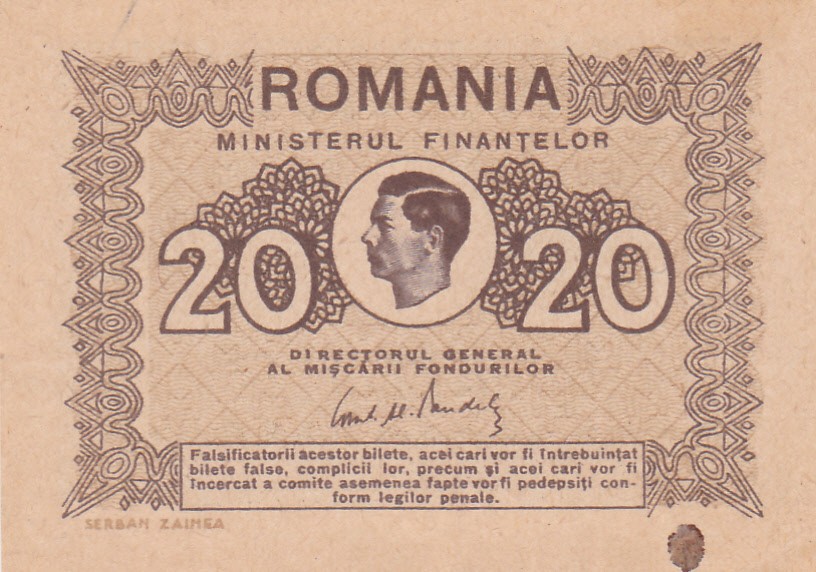 ROMANIA
MINISTERUL FINANȚELOR
20 20
DIRECTORUL GENERAL
AL MIȘCĂRII FONDURILOR
Falsificatorii acestor bilete, acei cari vor fi întrebuințat
bilete false, complicii lor, precum și acei cari vor fi
încercat a comite asemenea fapte vor fi pedepsiți con-
form legilor penale.
SERBAN ZAINEA